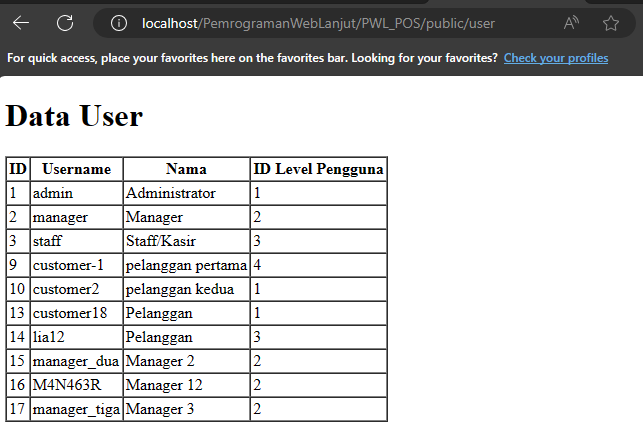 localhost/PemrogramanWebLanjut/PWL_POS/public/user
For quick access, place your favorites here on the favorites bar. Looking for your favorites? Check your profiles
Data User
ID Username Nama ID Level Pengguna
1 admin Administrator 1
2 manager Manager 2
3 staff Staff/Kasir 3
9 customer-1 pelanggan pertama 4
10 customer2 pelanggan kedua 1
13 customer18 Pelanggan 1
14 lia12 Pelanggan 3
15 manager_dua Manager 2 2
16 M4N463R Manager 12 2
17 manager_tiga Manager 3 2